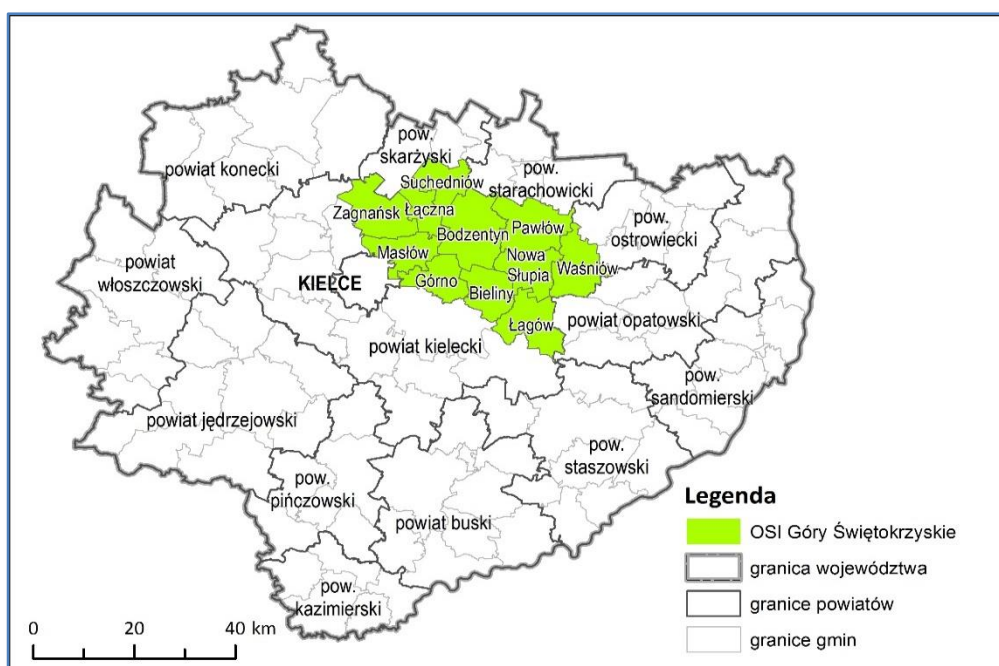 pow.
skarżyski
powiat konecki
pow.
starachowicki
Suchedniów
Zagnańsk
Łączna
Bodzentyn
Pawłów
pow.
ostrowiecki
Masłów
Nowa
Słupia
Waśniów
powiat
włoszczowski
KIELCE
Górno
Bieliny
Łagów
powiat opatowski
powiat kielecki
pow.
sandomierski
powiat jędrzejowski
pow.
staszowski
pow.
pińczowski
powiat buski
pow.
kazimierski
Legenda
OSI Góry Świętokrzyskie
granica województwa
granice powiatów
granice gmin
0 20 40 km